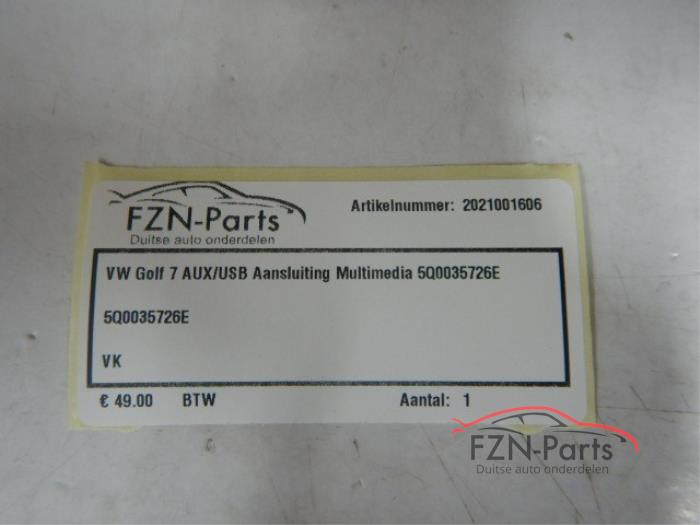 FZN-Parts
Duitse auto onderdelen
Artikelnummer: 2021001606
VW Golf 7 AUX/USB Aansluiting Multimedia 5Q0035726E
5Q0035726E
VK
€ 49.00 BTW Aantal: 1
FZN-Parts
Duitse auto onderdelen